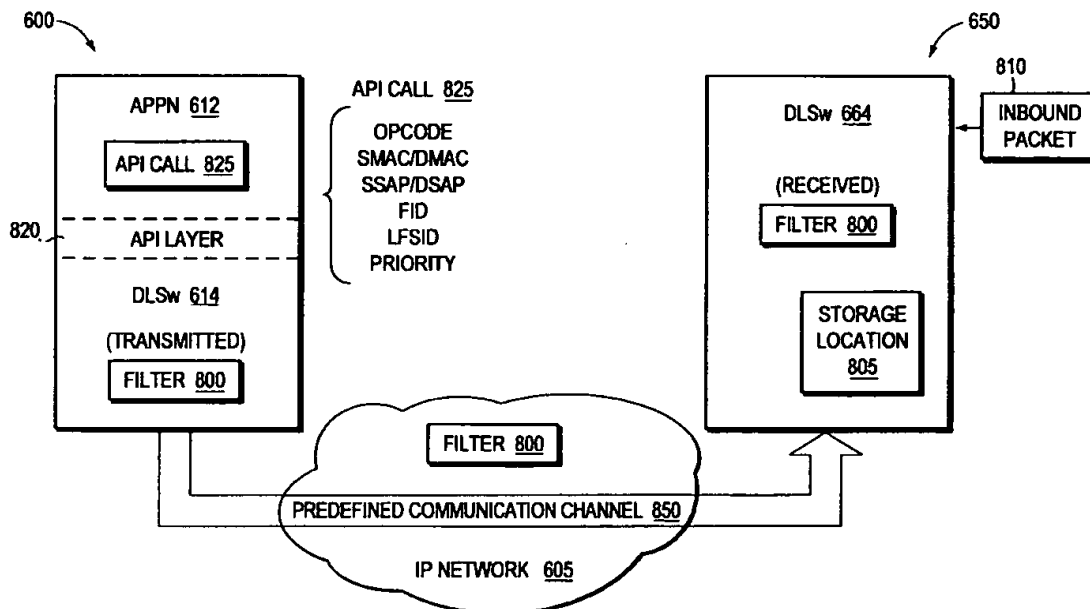 600
APPN 612
API CALL 825
820
API LAYER
DLSw 614
(TRANSMITTED)
FILTER 800
API CALL 825
OPCODE
SMAC/DMAC
SSAP/DSAP
FID
LFSID
PRIORITY
650
DLSw 664
(RECEIVED)
FILTER 800
STORAGE
LOCATION
805
810
INBOUND
PACKET
FILTER 800
PREDEFINED COMMUNICATION CHANNEL 850
IP NETWORK 605